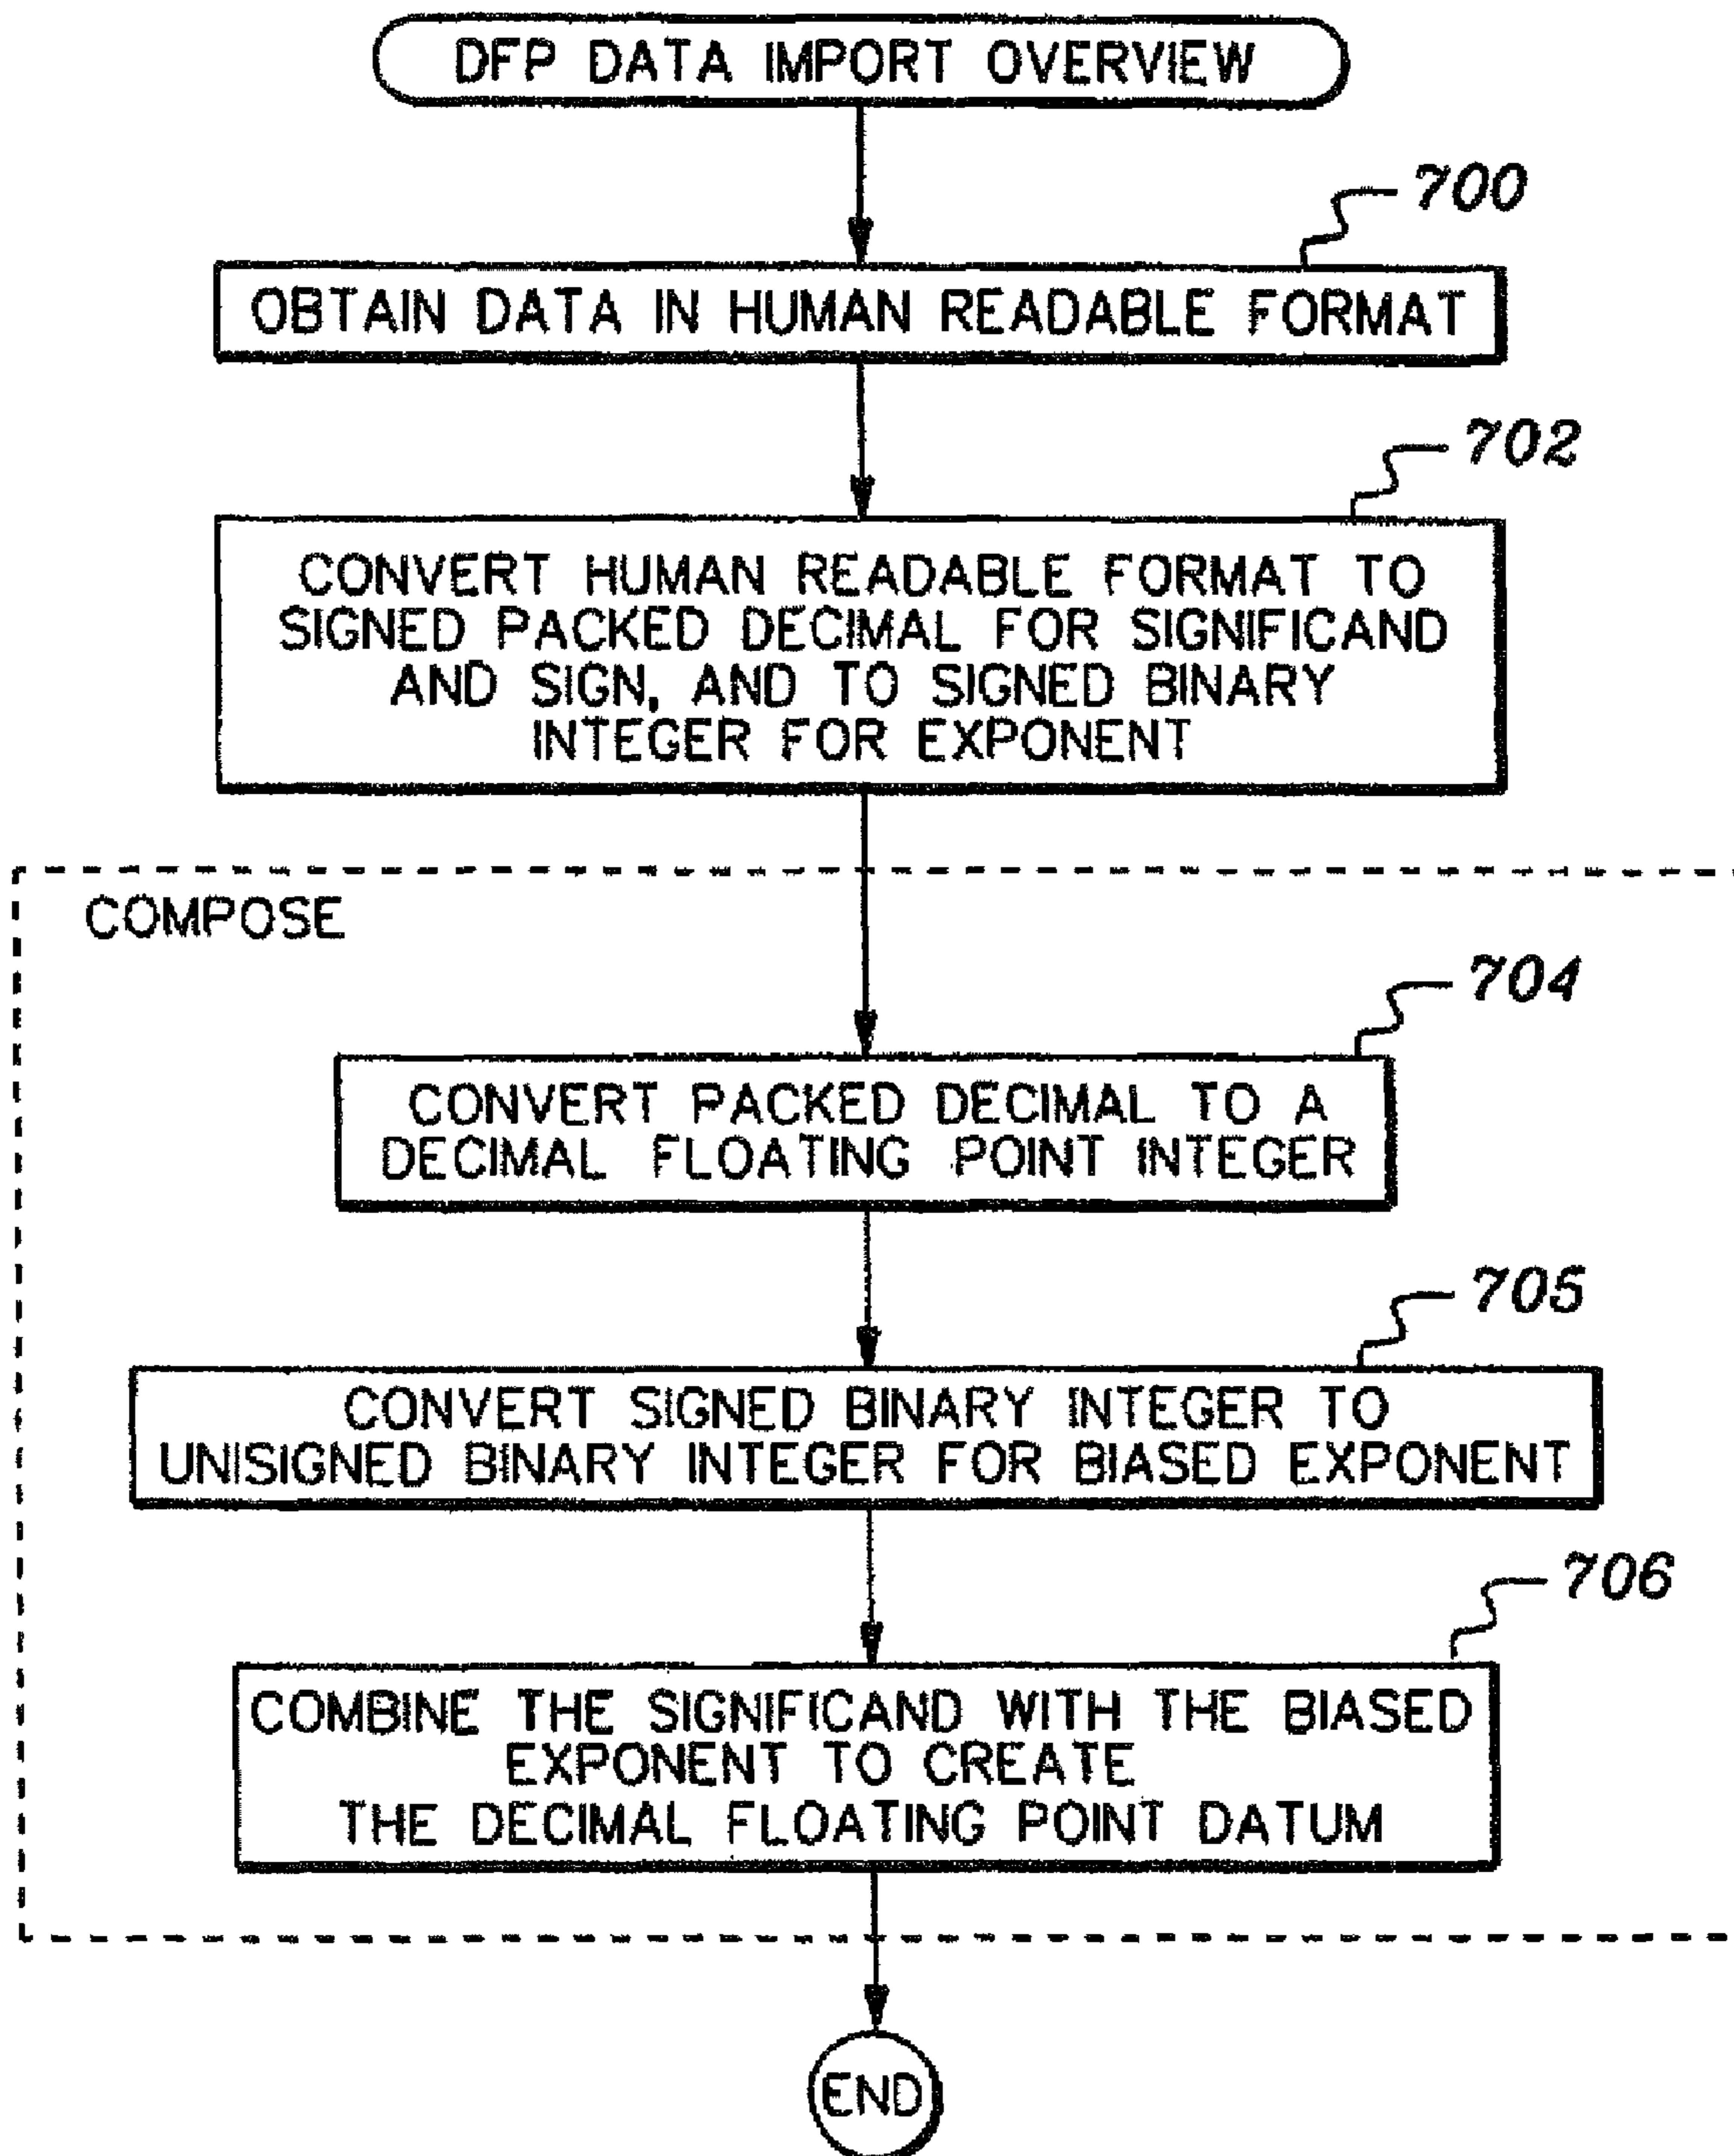 DFP DATA IMPORT OVERVIEW
700
OBTAIN DATA IN HUMAN READABLE FORMAT
702
CONVERT HUMAN READABLE FORMAT TO
SIGNED PACKED DECIMAL FOR SIGNIFICAND
AND SIGN, AND TO SIGNED BINARY
INTEGER FOR EXPONENT
COMPOSE
704
CONVERT PACKED DECIMAL TO A
DECIMAL FLOATING POINT INTEGER
705
CONVERT SIGNED BINARY INTEGER TO
UNISIGNED BINARY INTEGER FOR BIASED EXPONENT
706
COMBINE THE SIGNIFICAND WITH THE BIASED
EXPONENT TO CREATE
THE DECIMAL FLOATING POINT DATUM
END